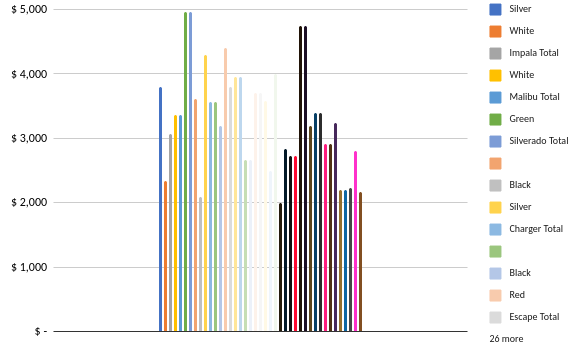 $ 5,000
$ 4,000
$ 3,000
$ 2,000
$ 1,000
$ -
Silver
White
Impala Total
White
Malibu Total
Green
Silverado Total
Black
Silver
Charger Total
Black
Red
Escape Total
26 more